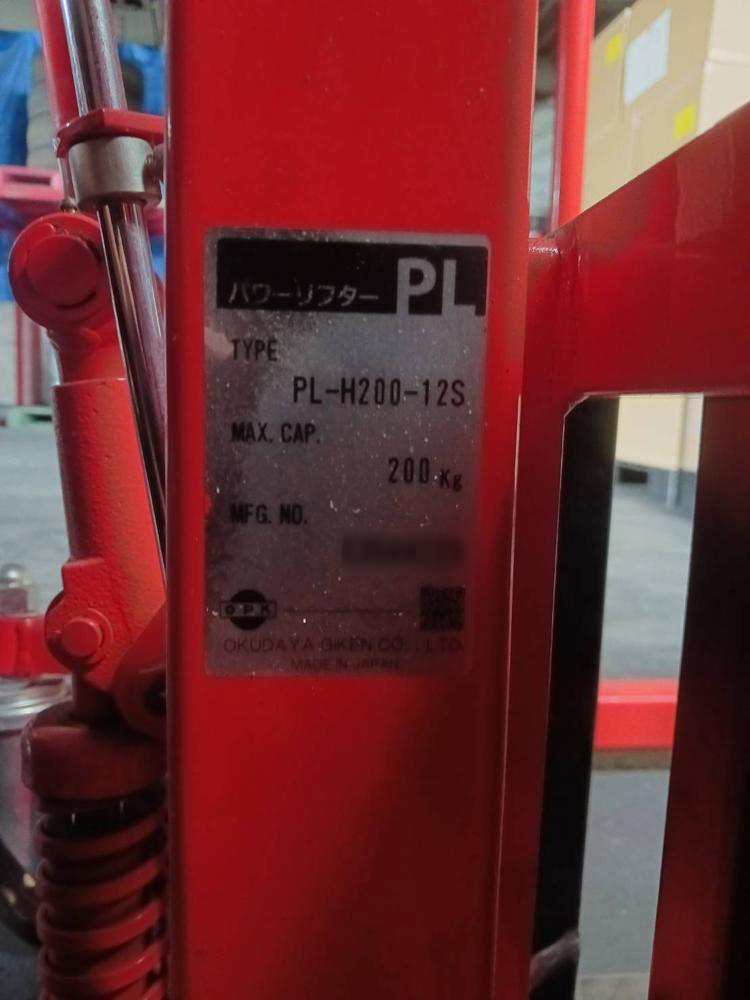 パワーリフター PL
TYPE
PL-H200-12S
MAX. CAP.
200 Kg
MFG. NO.
O.P.K
OKUDAYA GIKEN CO., LTD.
MADE IN JAPAN